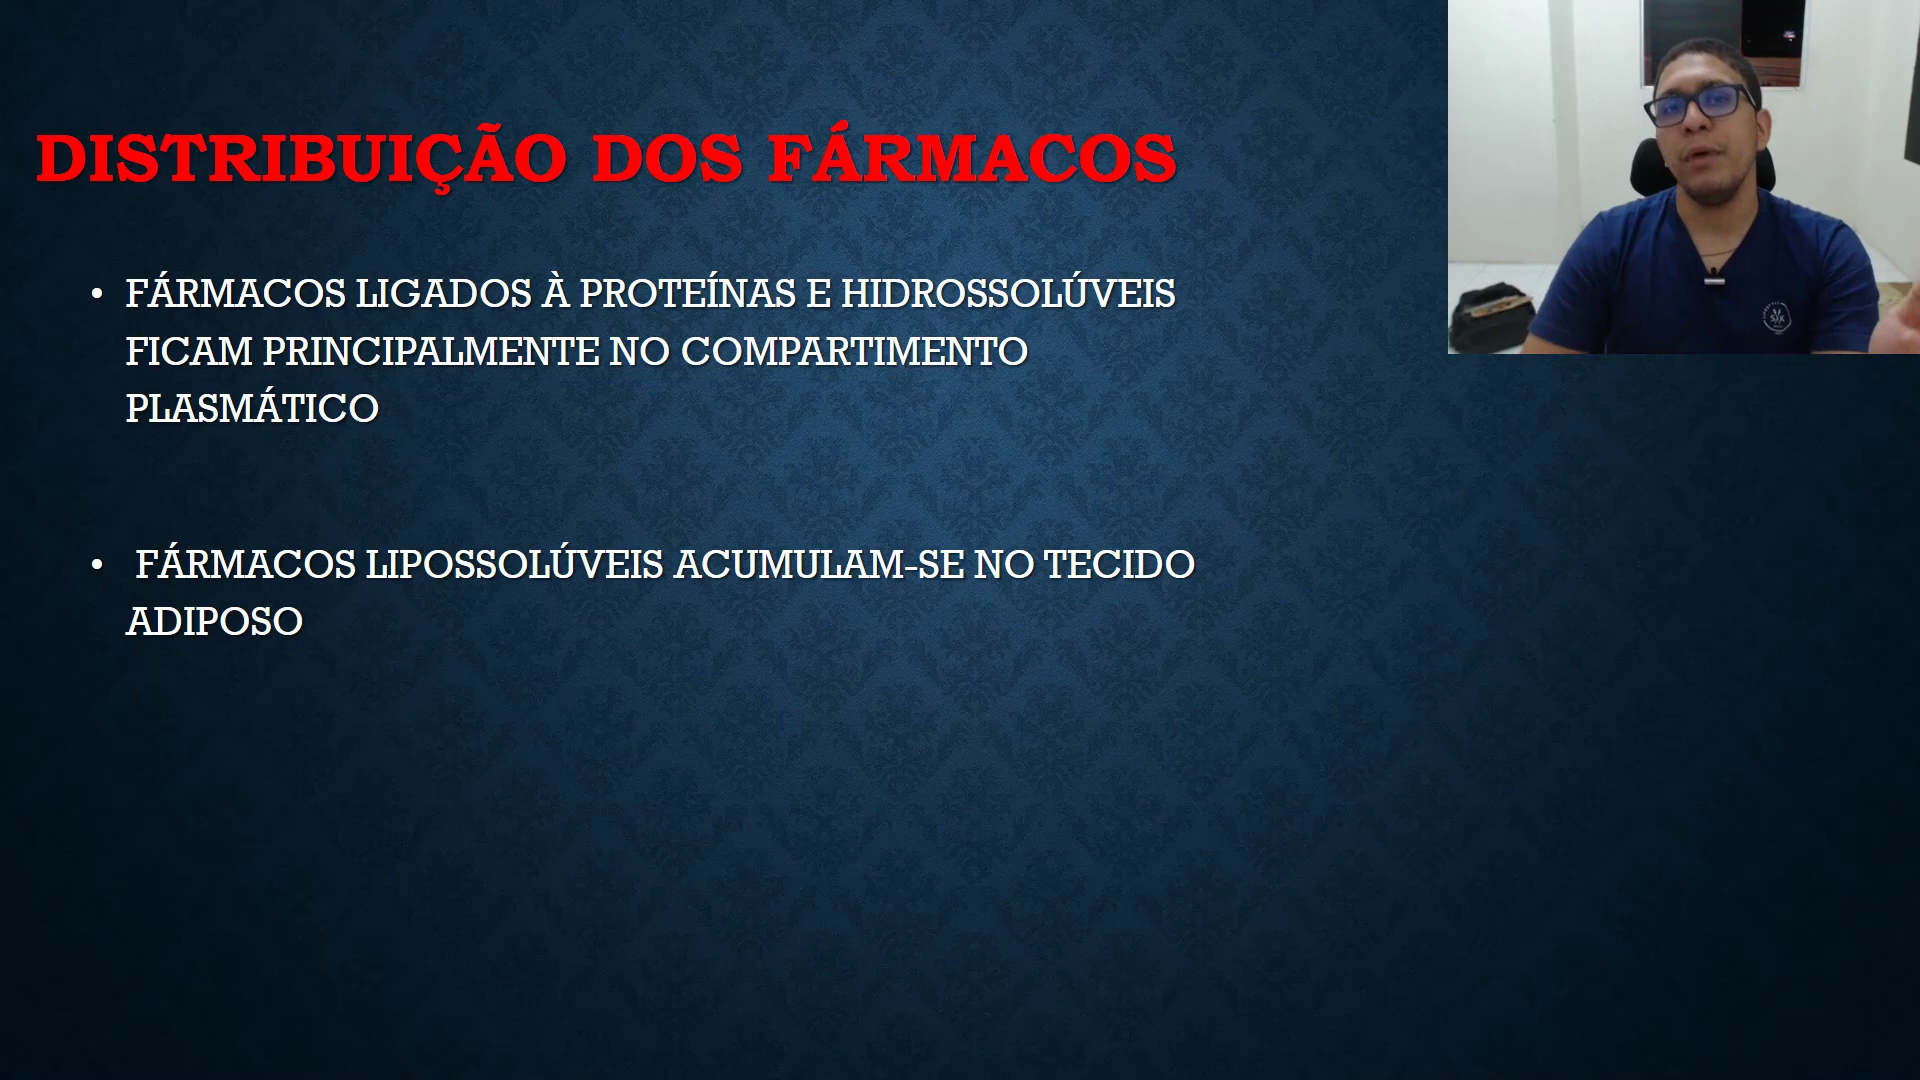 DISTRIBUIÇÃO DOS FÁRMACOS
• FÁRMACOS LIGADOS À PROTEÍNAS E HIDROSSOLÚVEIS
FICAM PRINCIPALMENTE NO COMPARTIMENTO
PLASMÁTICO
• FÁRMACOS LIPOSSOLÚVEIS ACUMULAM-SE NO TECIDO
ADIPOSO